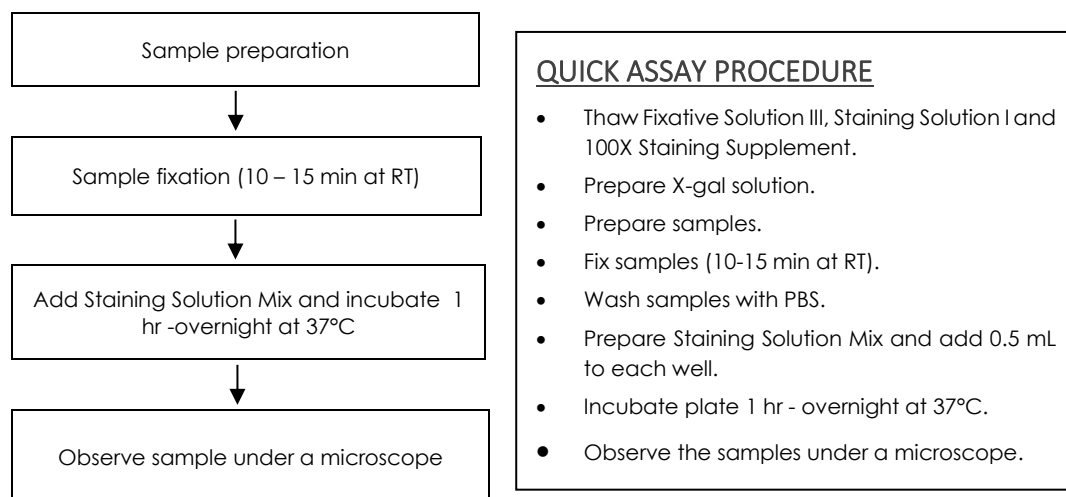 Sample preparation
Sample fixation (10 – 15 min at RT)
Add Staining Solution Mix and incubate 1
hr -overnight at 37°C
Observe sample under a microscope
QUICK ASSAY PROCEDURE
• Thaw Fixative Solution III, Staining Solution I and
100X Staining Supplement.
• Prepare X-gal solution.
• Prepare samples.
• Fix samples (10-15 min at RT).
• Wash samples with PBS.
• Prepare Staining Solution Mix and add 0.5 mL
to each well.
• Incubate plate 1 hr - overnight at 37°C.
• Observe the samples under a microscope.